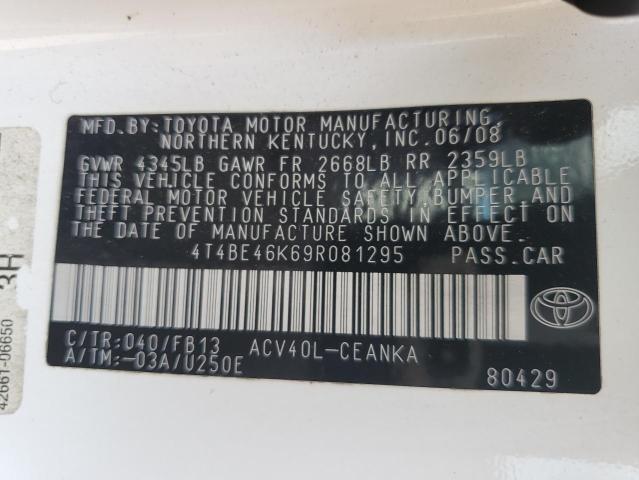 MFD.BY:TOYOTA MOTOR MANUFACTURING,
NORTHERN KENTUCKY,INC.06/08
GVWR 4345LB GAWR FR 2668LB RR 2359LB
THIS VEHICLE CONFORMS TO ALL APPLICABLE
FEDERAL MOTOR VEHICLE SAFETY,BUMPER,AND
THEFT PREVENTION STANDARDS IN EFFECT ON
THE DATE OF MANUFACTURE SHOWN ABOVE.
4T4BE46K69R081295 PASS.CAR
C/TR:040/FB13 ACV40L-CEANKA
A/TM:-03A/U250E
80429
42661-06650